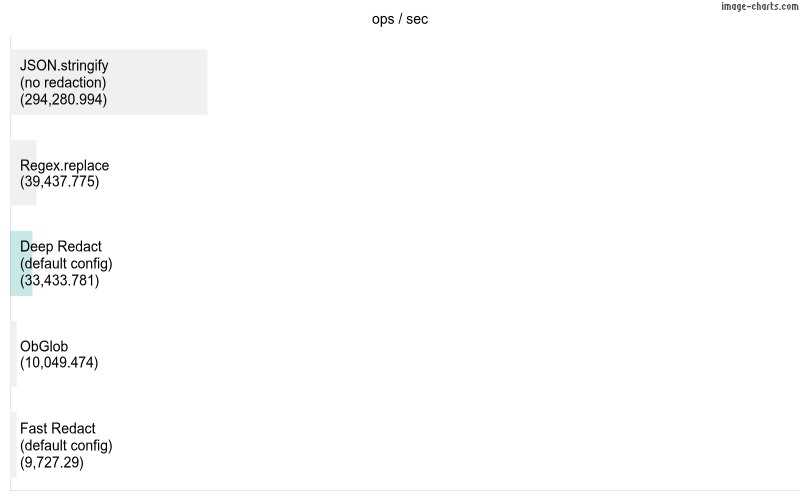 image-charts.com
ops / sec
JSON.stringify
(no redaction)
(294,280.994)
Regex.replace
(39,437.775)
Deep Redact
(default config)
(33,433.781)
ObGlob
(10,049.474)
Fast Redact
(default config)
(9,727.29)